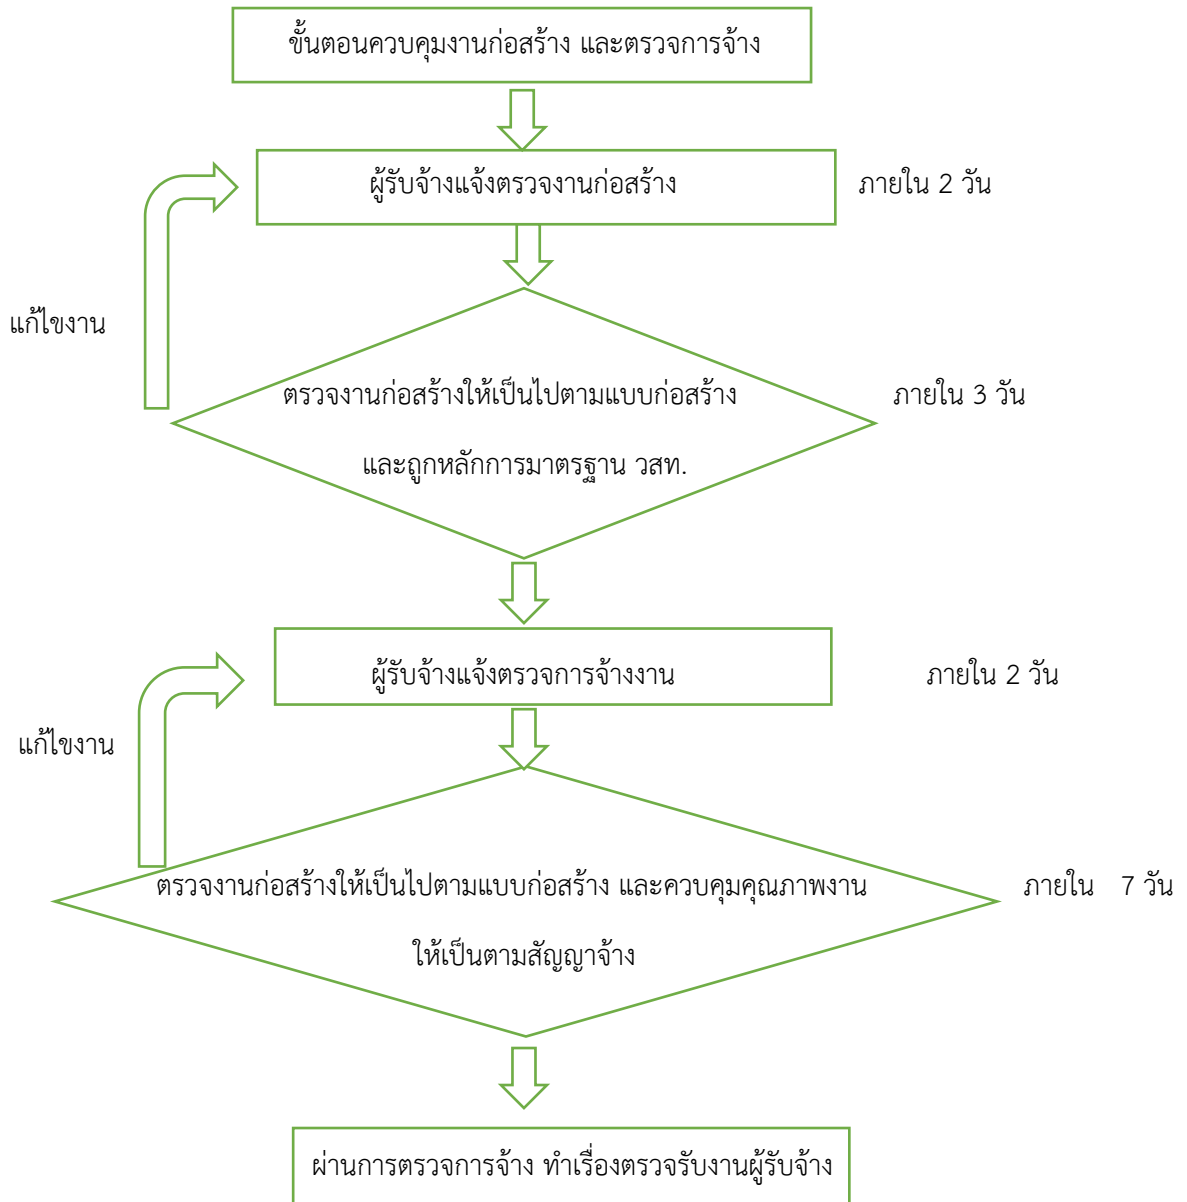 ขั้นตอนควบคุมงานก่อสร้าง และตรวจการจ้าง
ผู้รับจ้างแจ้งตรวจงานก่อสร้าง
ภายใน 2 วัน
แก้ไขงาน
ตรวจงานก่อสร้างให้เป็นไปตามแบบก่อสร้าง
ภายใน 3 วัน
และถูกหลักการมาตรฐาน วสท.
ผู้รับจ้างแจ้งตรวจการจ้างงาน
ภายใน 2 วัน
แก้ไขงาน
ตรวจงานก่อสร้างให้เป็นไปตามแบบก่อสร้าง และควบคุมคุณภาพงาน
ภายใน 7 วัน
ให้เป็นตามสัญญาจ้าง
ผ่านการตรวจการจ้าง ทำเรื่องตรวจรับงานผู้รับจ้าง